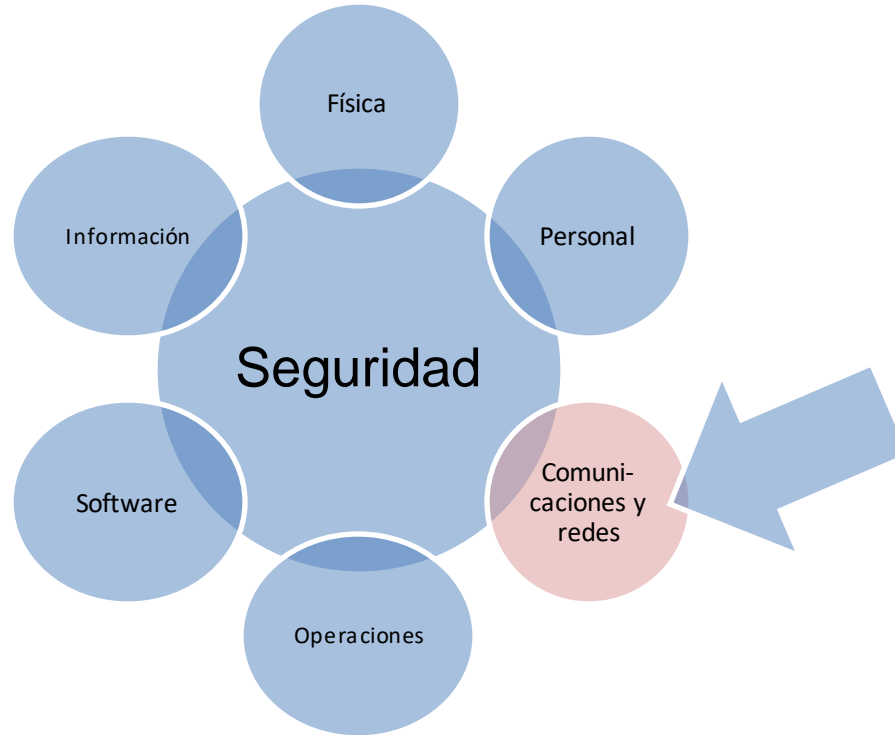 Física
Información
Personal
Seguridad
Software
Comuni-
caciones y
redes
Operaciones